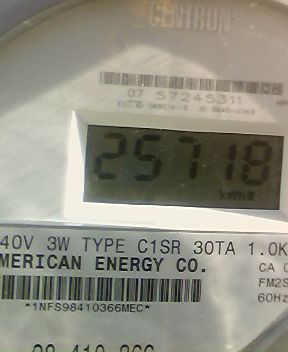 CENTRON
07 57245311
25718
kWh
40V 3W TYPE C1SR 30TA 1.0K
MERICAN ENERGY CO.
CA 0
FM2S
60Hz
*1NFS98410366MEC*